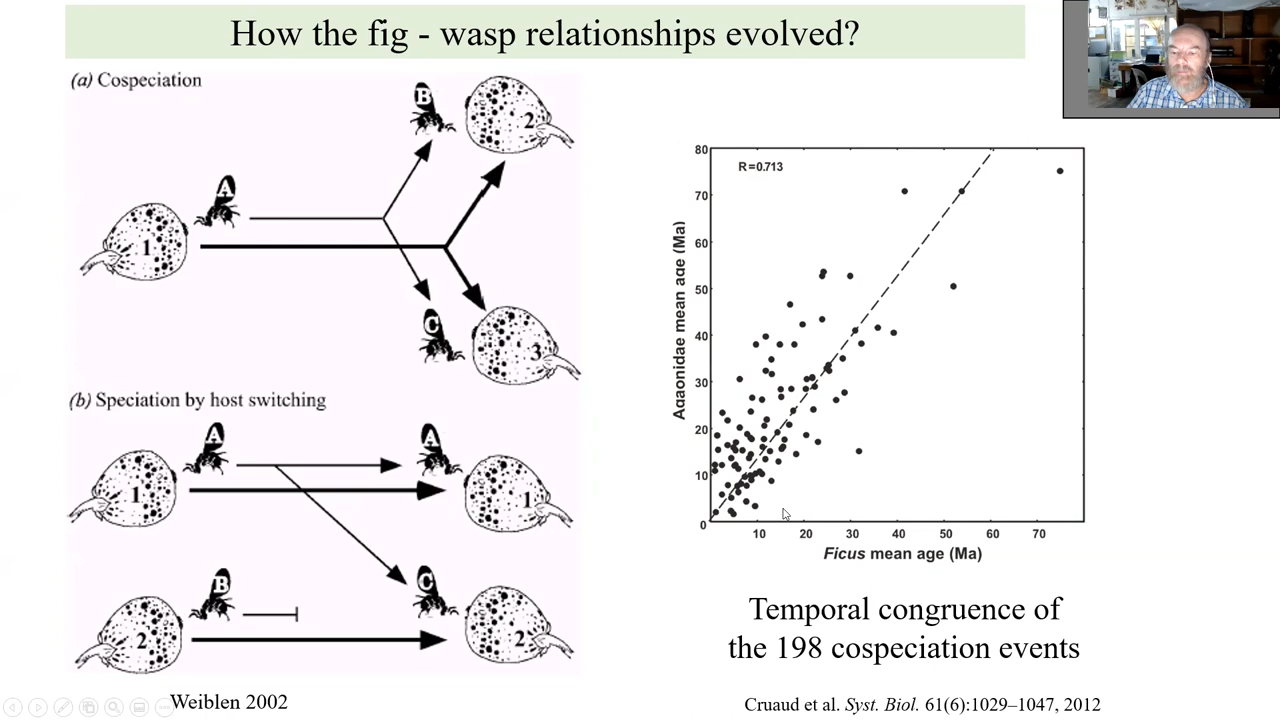 How the fig - wasp relationships evolved?
(a) Cospeciation
B
2
A
1
C
3
(b) Speciation by host switching
A
A
1
1
B
C
2
2
Weiblen 2002
R=0.713
Agaonidae mean age (Ma)
80
70
60
50
40
30
20
10
0
10 20 30 40 50 60 70
Ficus mean age (Ma)
Temporal congruence of
the 198 cospeciation events
Cruaud et al. Syst. Biol. 61(6):1029–1047, 2012